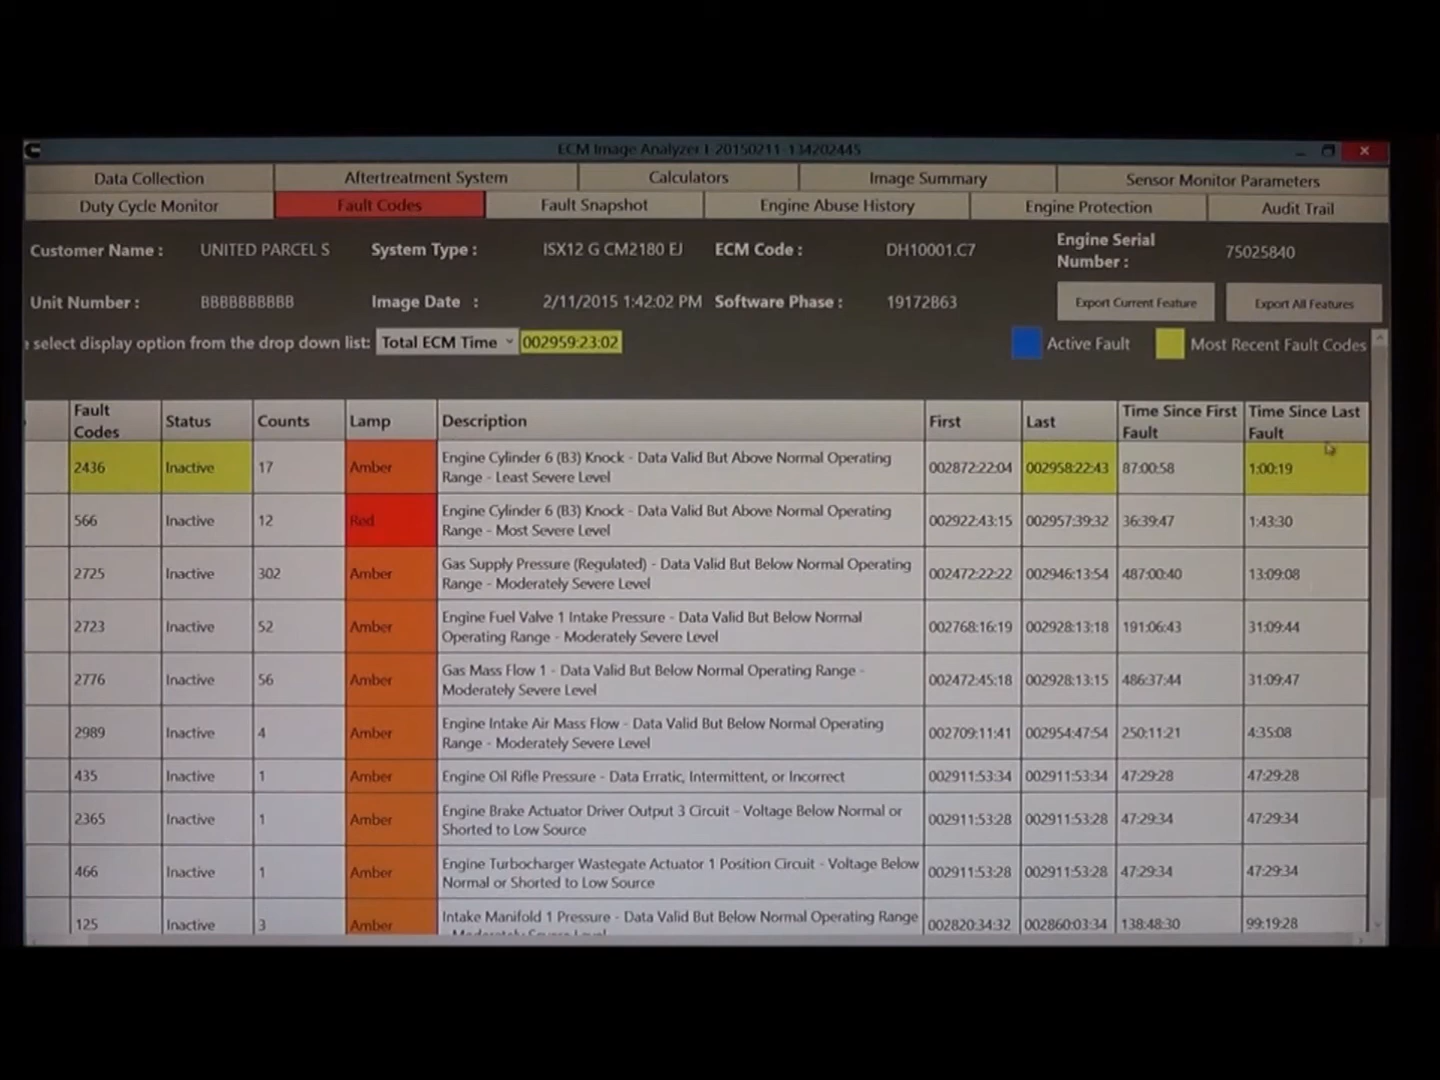 ECM Image Analyzer I-20150211-134202445
Data Collection Aftertreatment System Calculators Image Summary Sensor Monitor Parameters
Duty Cycle Monitor Fault Codes Fault Snapshot Engine Abuse History Engine Protection Audit Trail
Customer Name : UNITED PARCEL S System Type : ISX12 G CM2180 EJ ECM Code : DH10001.C7 Engine Serial Number : 75025840
Unit Number : BBBBBBBBBB Image Date : 2/11/2015 1:42:02 PM Software Phase : 19172863 Export Current Feature Export All Features
select display option from the drop down list: Total ECM Time 002959:23:02 Active Fault Most Recent Fault Codes
Fault Codes Status Counts Lamp Description First Last Time Since First Fault Time Since Last Fault
2436 Inactive 17 Amber Engine Cylinder 6 (B3) Knock - Data Valid But Above Normal Operating Range - Least Severe Level 002872:22:04 002958:22:43 87:00:58 1:00:19
566 Inactive 12 Red Engine Cylinder 6 (B3) Knock - Data Valid But Above Normal Operating Range - Most Severe Level 002922:43:15 002957:39:32 36:39:47 1:43:30
2725 Inactive 302 Amber Gas Supply Pressure (Regulated) - Data Valid But Below Normal Operating Range - Moderately Severe Level 002472:22:22 002946:13:54 487:00:40 13:09:08
2723 Inactive 52 Amber Engine Fuel Valve 1 Intake Pressure - Data Valid But Below Normal Operating Range - Moderately Severe Level 002768:16:19 002928:13:18 191:06:43 31:09:44
2776 Inactive 56 Amber Gas Mass Flow 1 - Data Valid But Below Normal Operating Range - Moderately Severe Level 002472:45:18 002928:13:15 486:37:44 31:09:47
2989 Inactive 4 Amber Engine Intake Air Mass Flow - Data Valid But Below Normal Operating Range - Moderately Severe Level 002709:11:41 002954:47:54 250:11:21 4:35:08
435 Inactive 1 Amber Engine Oil Rifle Pressure - Data Erratic, Intermittent, or Incorrect 002911:53:34 002911:53:34 47:29:28 47:29:28
2365 Inactive 1 Amber Engine Brake Actuator Driver Output 3 Circuit - Voltage Below Normal or Shorted to Low Source 002911:53:28 002911:53:28 47:29:34 47:29:34
466 Inactive 1 Amber Engine Turbocharger Wastegate Actuator 1 Position Circuit - Voltage Below Normal or Shorted to Low Source 002911:53:28 002911:53:28 47:29:34 47:29:34
125 Inactive 3 Amber Intake Manifold 1 Pressure - Data Valid But Below Normal Operating Range 002820:34:32 002860:03:34 138:48:30 99:19:28